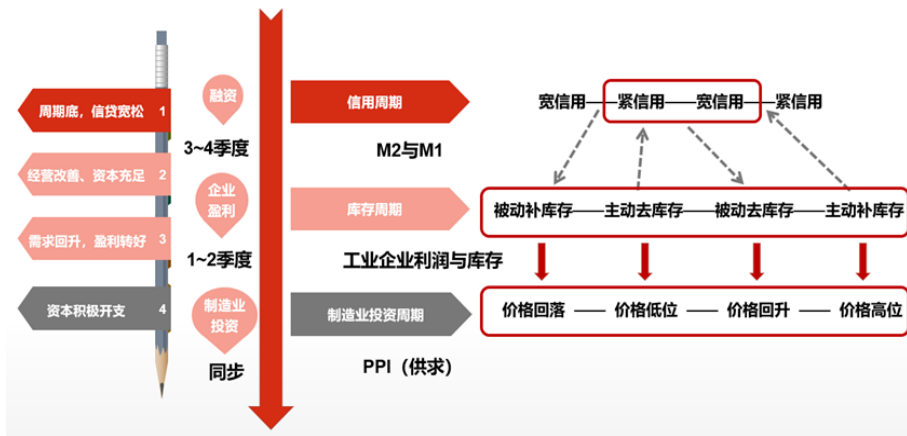 周期底，信贷宽松 1
经营改善、资本充足 2
需求回升，盈利转好 3
资本积极开支 4
融资
3~4季度
企业
盈利
1~2季度
制造业
投资
同步
信用周期
M2与M1
库存周期
工业企业利润与库存
制造业投资周期
PPI（供求）
宽信用——紧信用——宽信用——紧信用
被动补库存——主动去库存——被动去库存——主动补库存
价格回落——价格低位——价格回升——价格高位